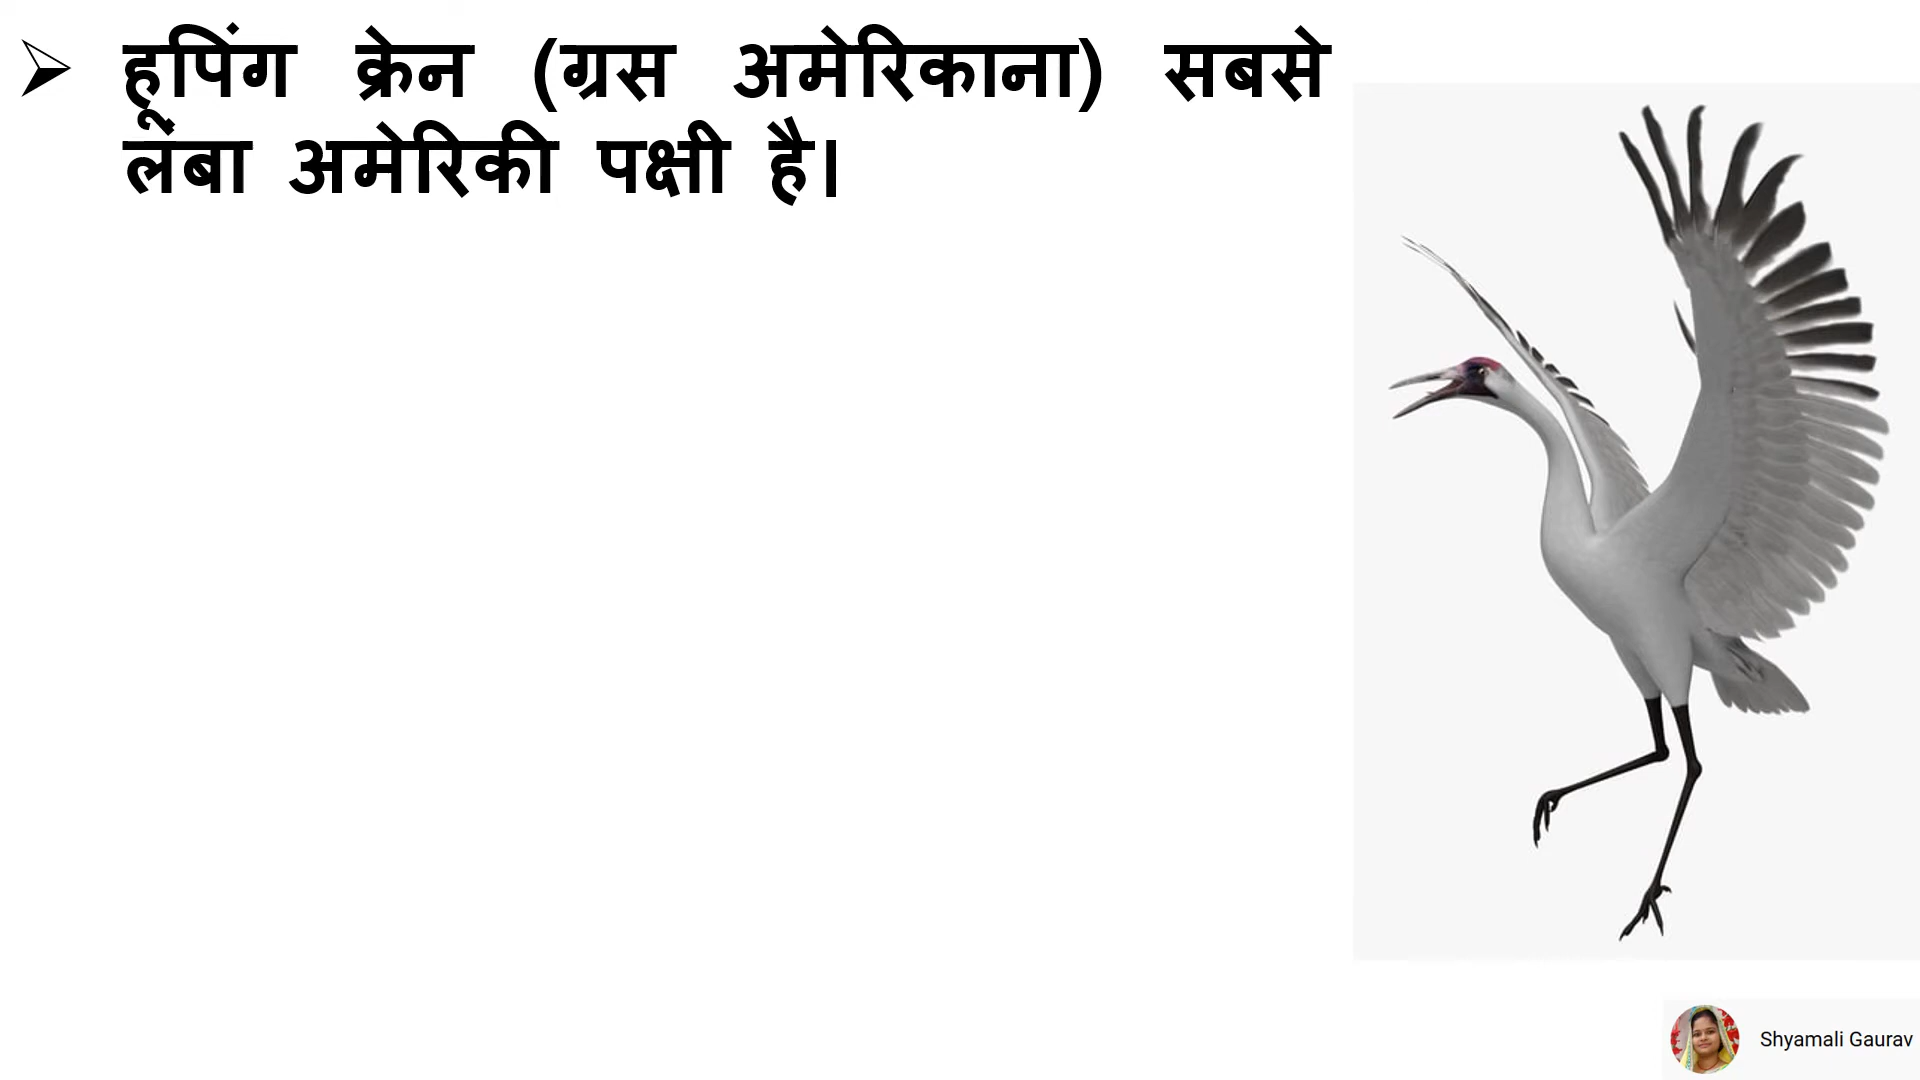 ➢ हूपिंग क्रेन (ग्रस अमेरिकाना) सबसे
लंबा अमेरिकी पक्षी है।
Shyamali Gaurav